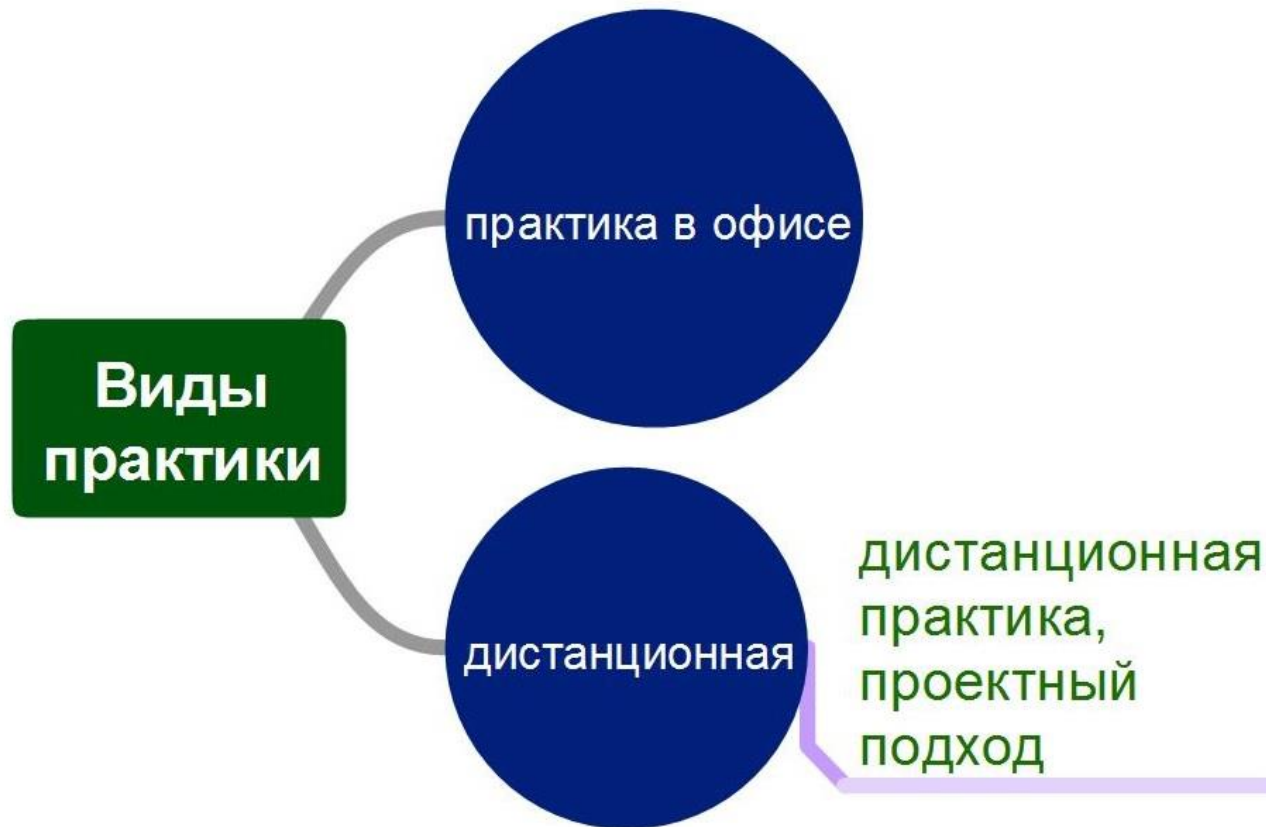 Виды
практики
практика в офисе
дистанционная
дистанционная
практика,
проектный
подход